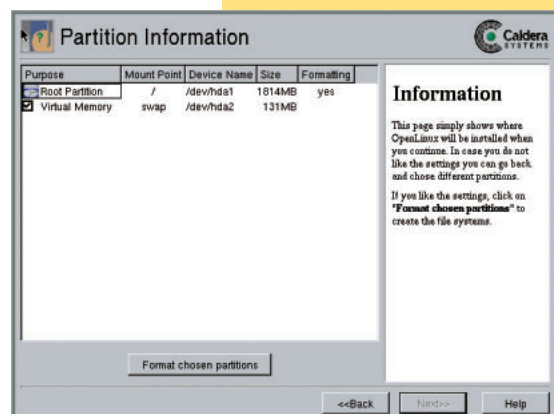 Partition Information
Caldera
SYSTEMS
Purpose Mount Point Device Name Size Formatting
Root Partition / /dev/hda1 1814MB yes
Virtual Memory swap /dev/hda2 131MB
Information
This page simply shows where
OpenLinux will be installed when
you continue. In case you do not
like the settings you can go back
and chose different partitions.
If you like the settings, click on
"Format chosen partitions" to
create the file systems.
Format chosen partitions
<<Back Next>> Help